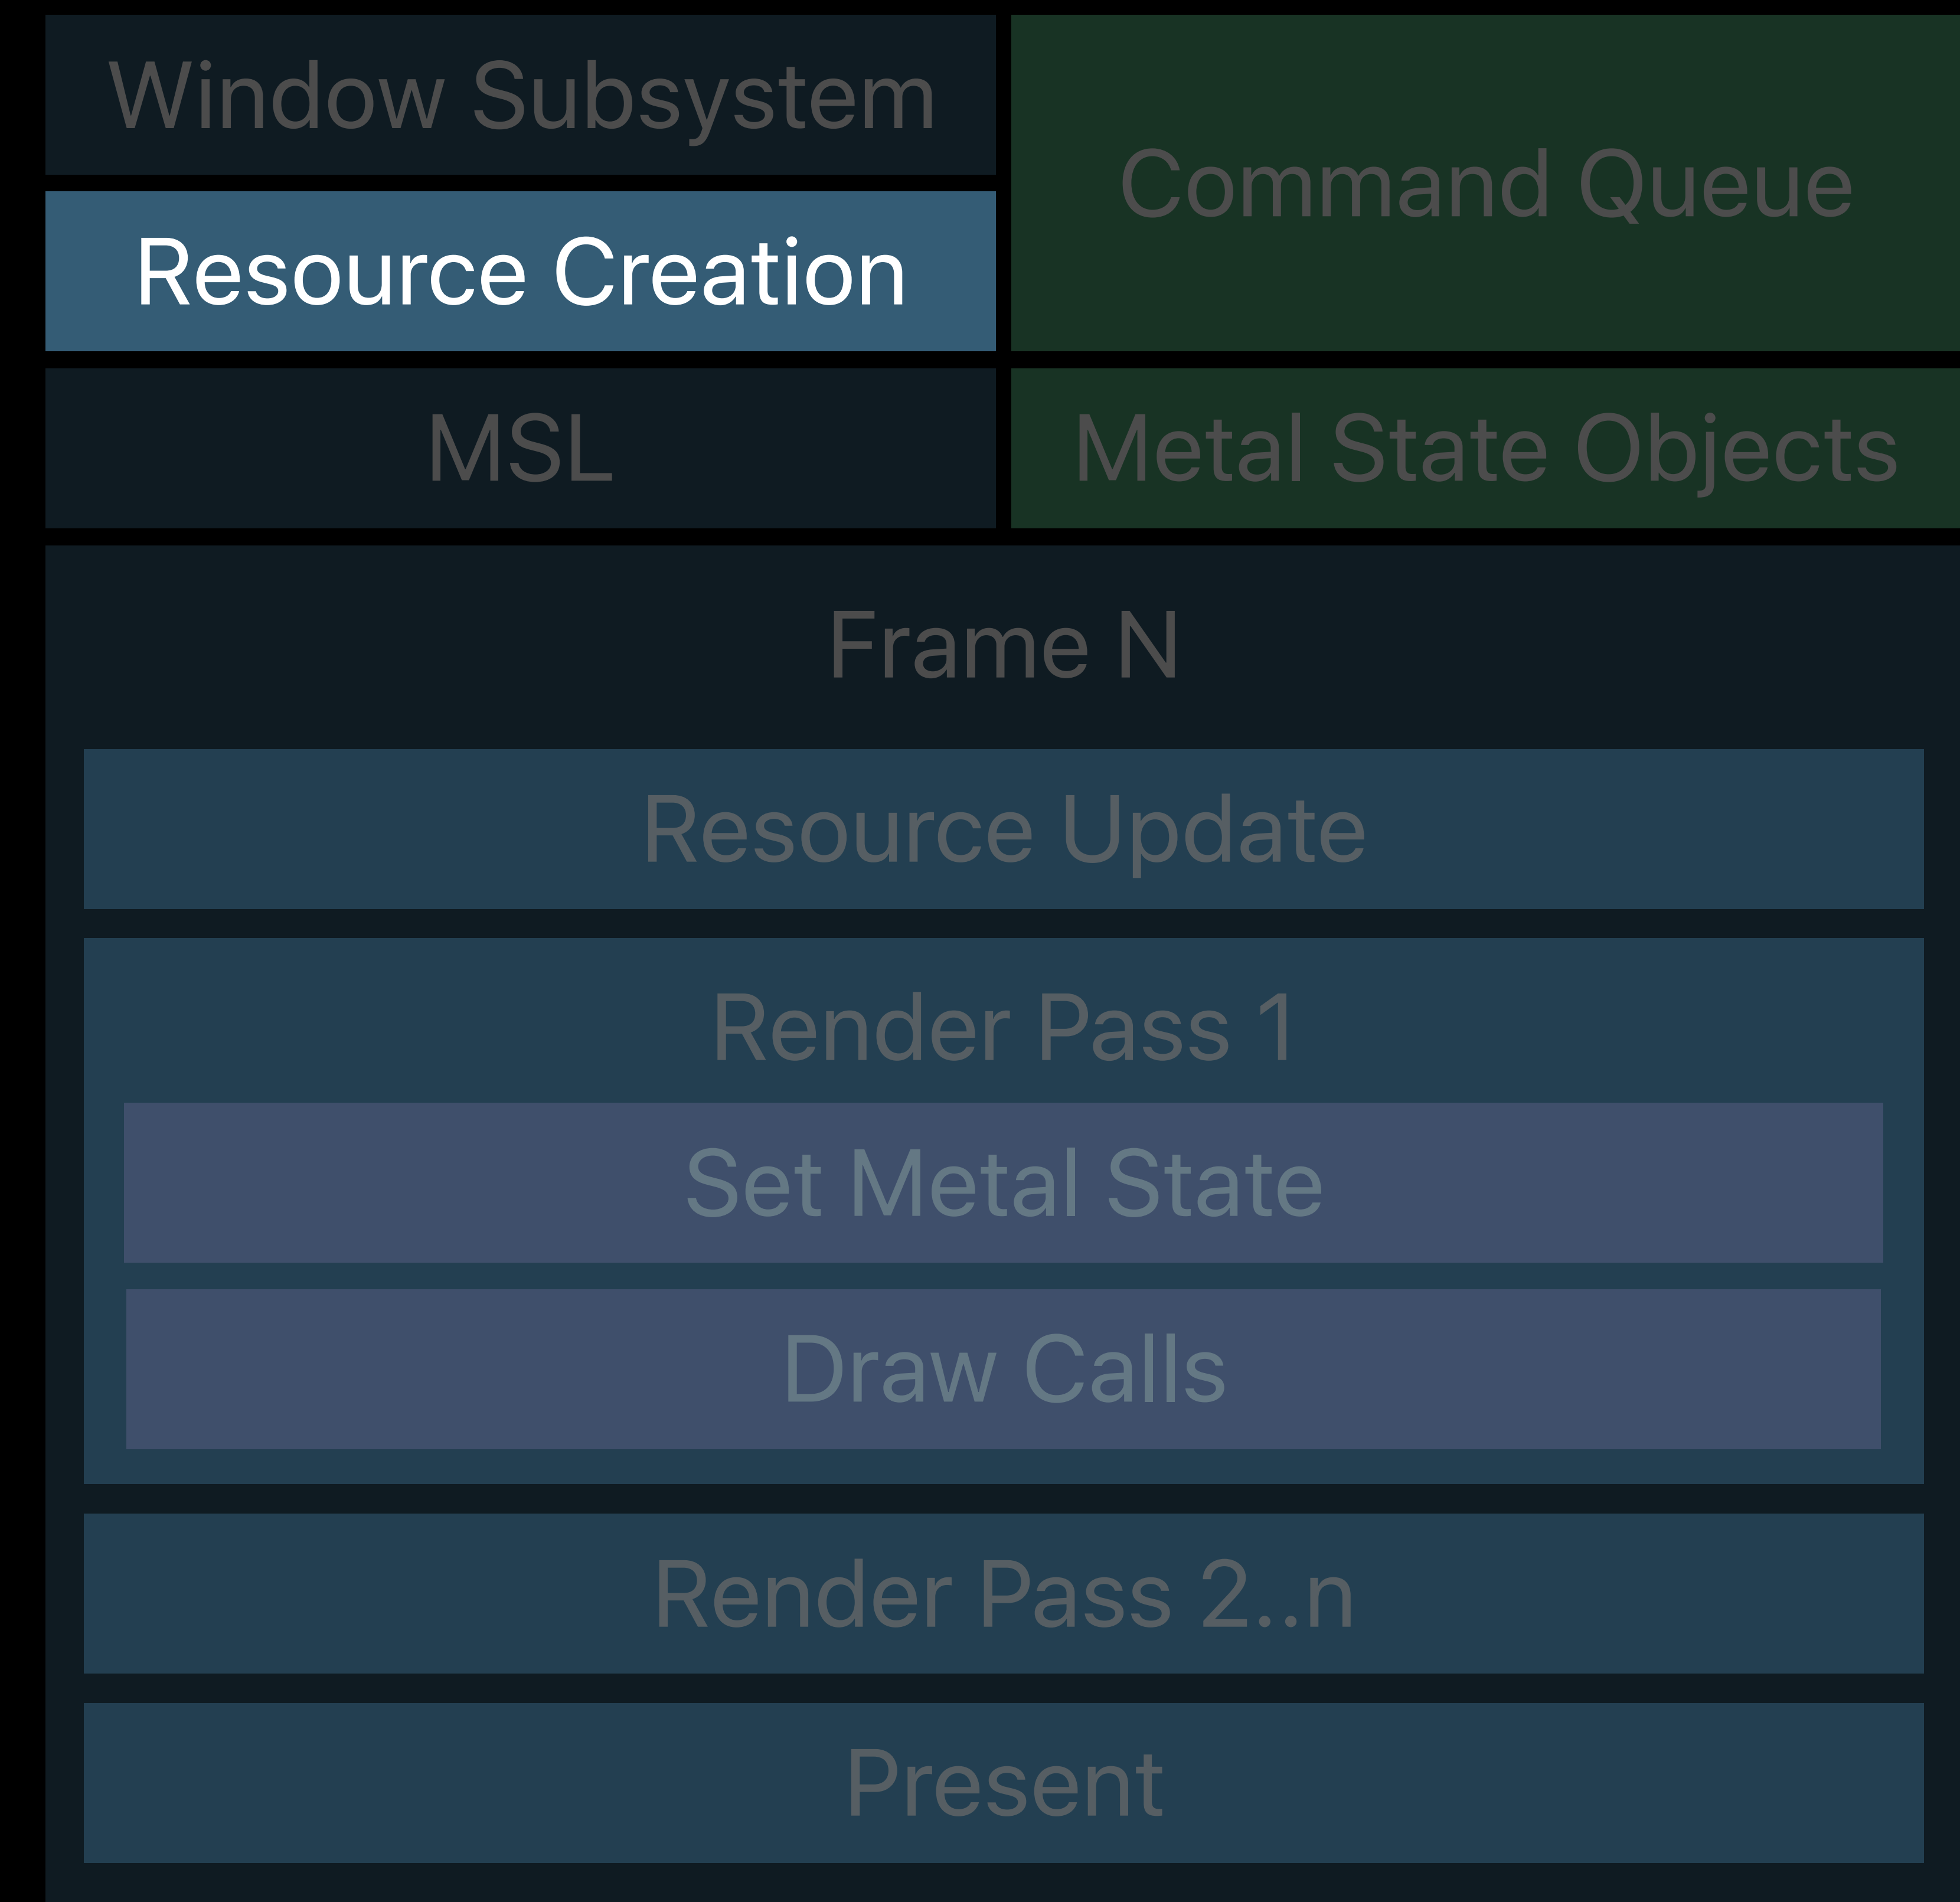 Window Subsystem
Command Queue
Resource Creation
MSL
Metal State Objects
Frame N
Resource Update
Render Pass 1
Set Metal State
Draw Calls
Render Pass 2..n
Present